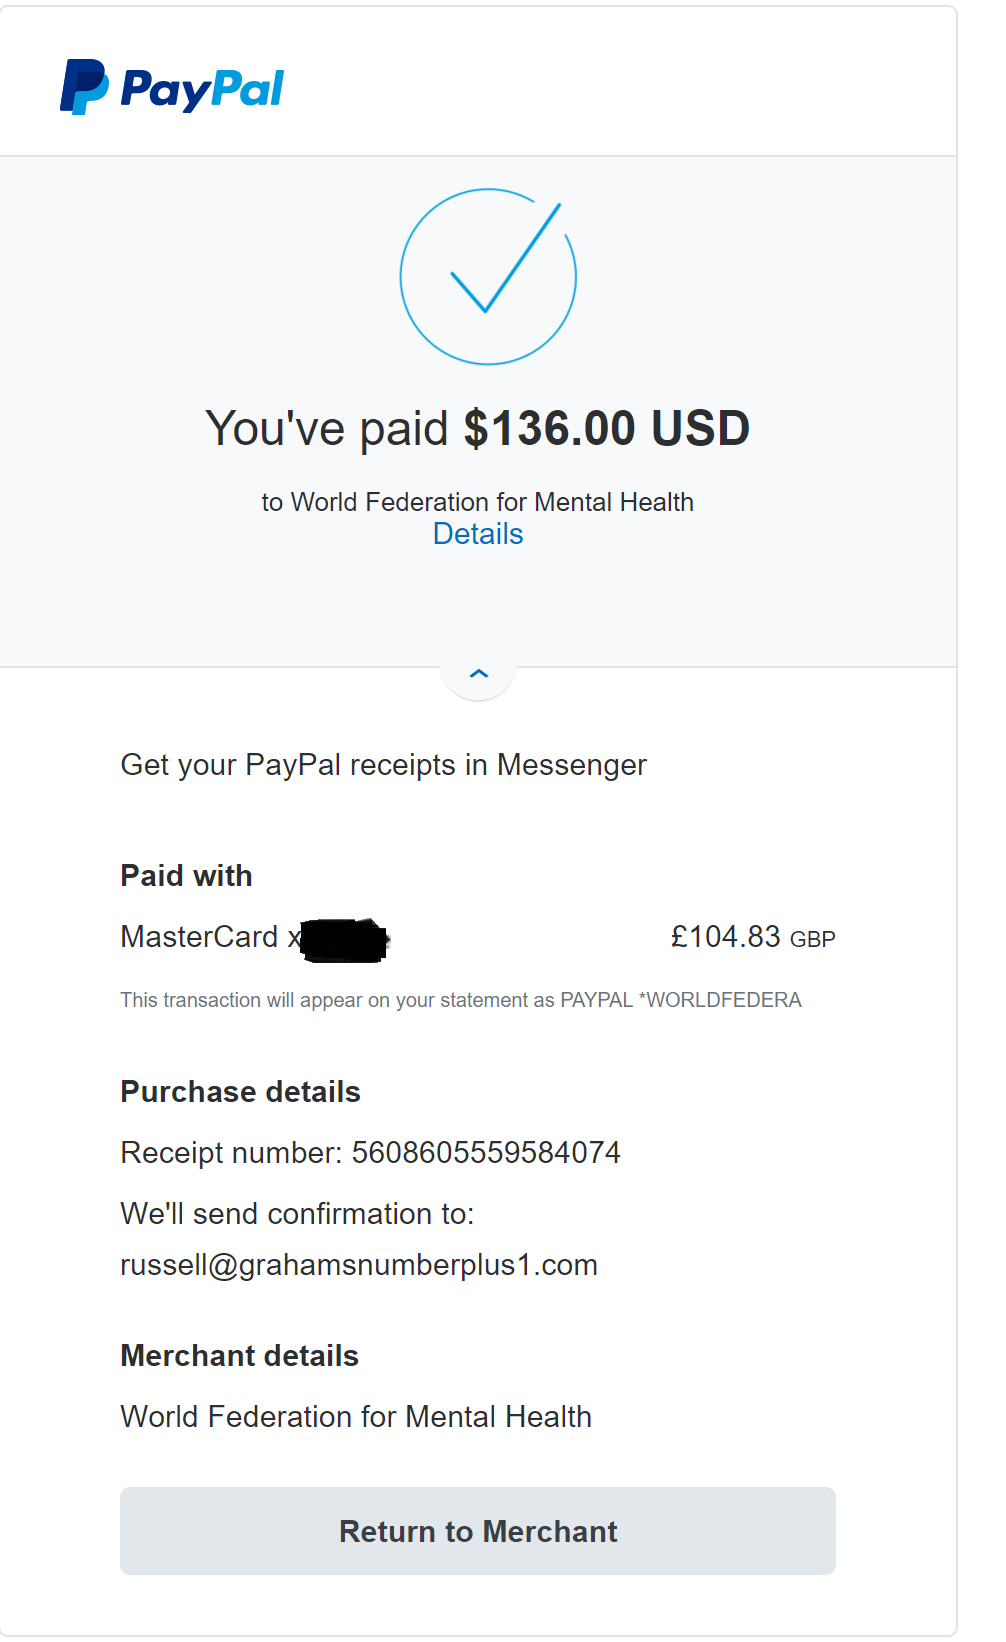 PayPal
You've paid $136.00 USD
to World Federation for Mental Health
Details
Get your PayPal receipts in Messenger
Paid with
MasterCard x £104.83 GBP
This transaction will appear on your statement as PAYPAL *WORLDFEDERA
Purchase details
Receipt number: 5608605559584074
We'll send confirmation to:
russell@grahamsnumberplus1.com
Merchant details
World Federation for Mental Health
Return to Merchant